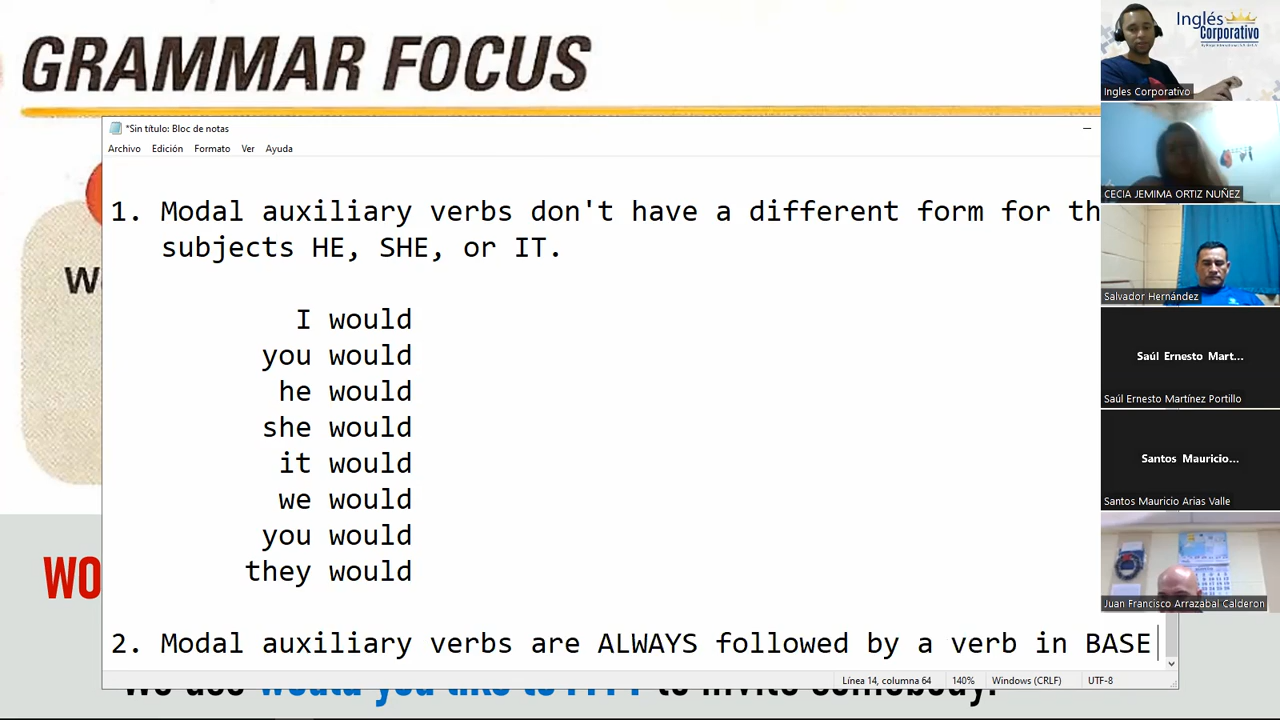 GRAMMAR FOCUS
*Sin título: Bloc de notas
Archivo Edición Formato Ver Ayuda
1. Modal auxiliary verbs don't have a different form for th
subjects HE, SHE, or IT.
I would
you would
he would
she would
it would
we would
you would
they would
2. Modal auxiliary verbs are ALWAYS followed by a verb in BASE
Línea 14, columna 64 140% Windows (CRLF) UTF-8
W
WO
Inglés
Corporativo
Ingles Corporativo
CECIA JEMIMA ORTIZ NUÑEZ
Salvador Hernández
Saúl Ernesto Mart...
Saúl Ernesto Martínez Portillo
Santos Mauricio...
Santos Mauricio Arias Valle
Juan Francisco Arrazabal Calderon